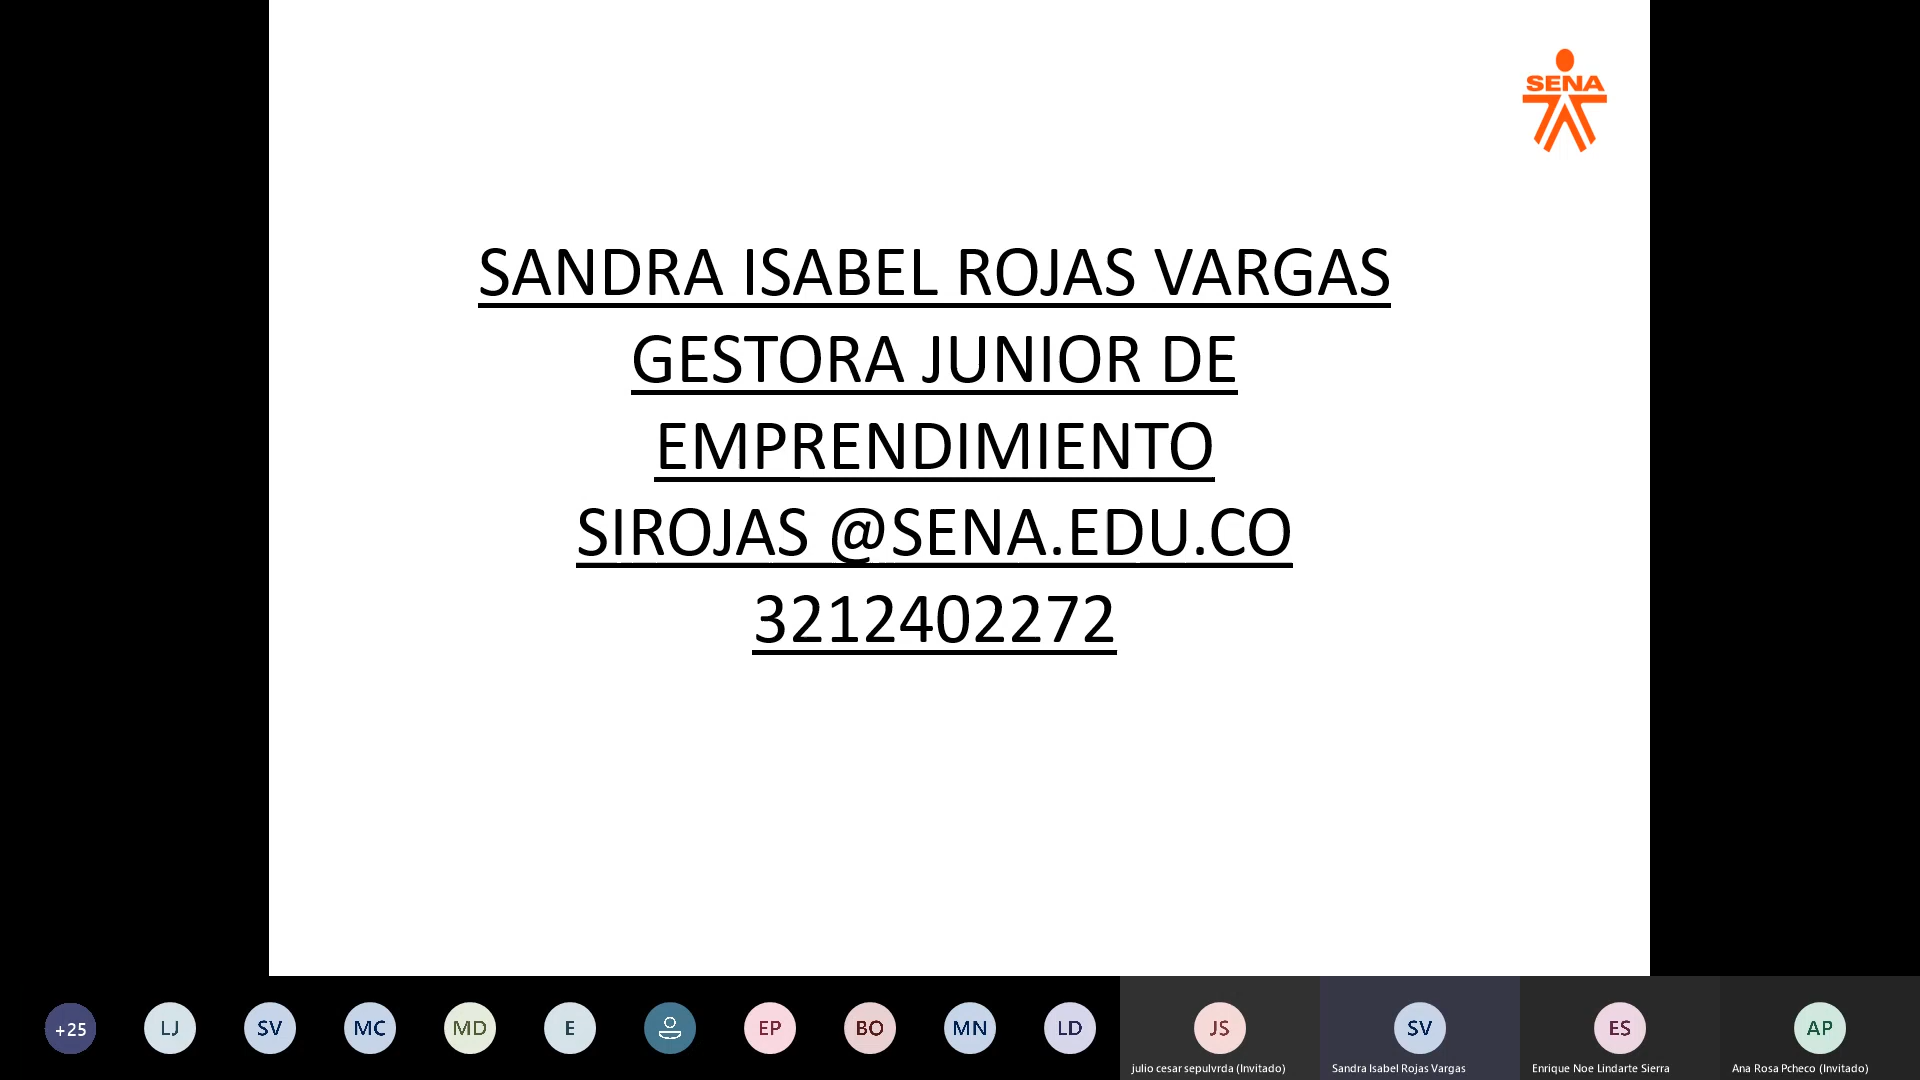 SENA
SANDRA ISABEL ROJAS VARGAS
GESTORA JUNIOR DE
EMPRENDIMIENTO
SIROJAS @SENA.EDU.CO
3212402272
+25
LJ
SV
MC
MD
E
EP
BO
MN
LD
JS
SV
ES
AP
julio cesar sepulvrda (Invitado)
Sandra Isabel Rojas Vargas
Enrique Noe Lindarte Sierra
Ana Rosa Pcheco (Invitado)